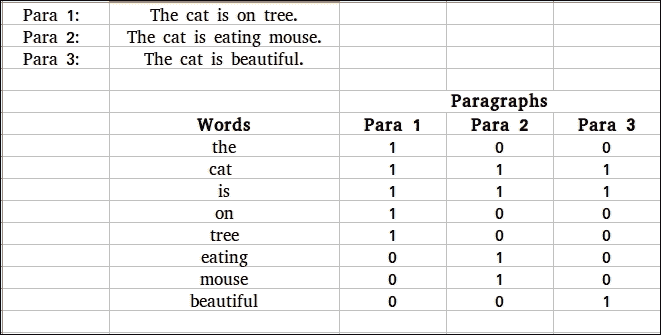 Para 1: The cat is on tree.
Para 2: The cat is eating mouse.
Para 3: The cat is beautiful.
Paragraphs
Words Para 1 Para 2 Para 3
the 1 0 0
cat 1 1 1
is 1 1 1
on 1 0 0
tree 1 0 0
eating 0 1 0
mouse 0 1 0
beautiful 0 0 1